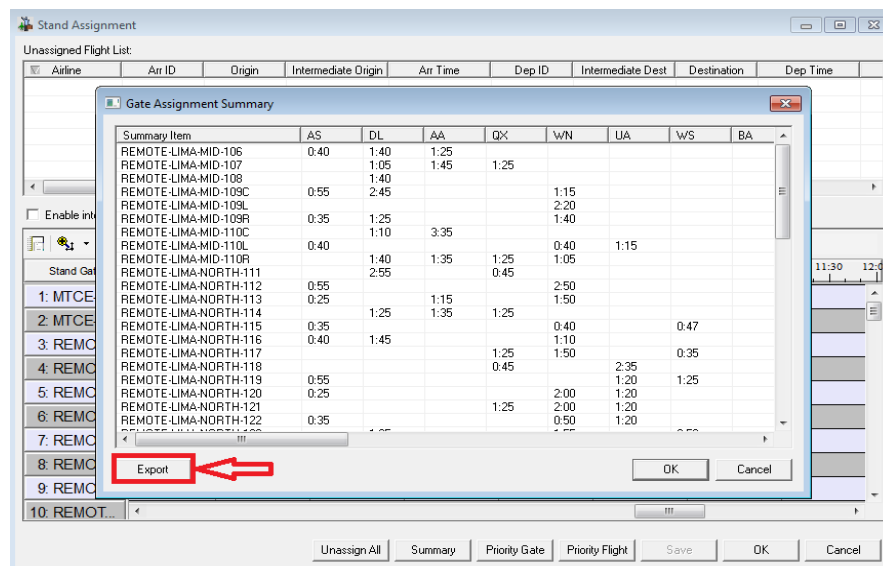 Stand Assignment
Unassigned Flight List:
Airline Arr ID Origin Intermediate Origin Arr Time Dep ID Intermediate Dest Destination Dep Time
Gate Assignment Summary
Summary Item AS DL AA QX WN UA WS BA
REMOTE-LIMA-MID-106 0:40 1:40 1:25
REMOTE-LIMA-MID-107 1:05 1:45 1:25
REMOTE-LIMA-MID-108 1:40
REMOTE-LIMA-MID-109C 0:55 2:45 1:15
REMOTE-LIMA-MID-109L 2:20
REMOTE-LIMA-MID-109R 0:35 1:25 1:40
REMOTE-LIMA-MID-110C 1:10 3:35
REMOTE-LIMA-MID-110L 0:40 0:40 1:15
REMOTE-LIMA-MID-110R 1:40 1:35 1:25 1:05
REMOTE-LIMA-NORTH-111 2:55 0:45
REMOTE-LIMA-NORTH-112 0:55 2:50
REMOTE-LIMA-NORTH-113 0:25 1:15 1:50
REMOTE-LIMA-NORTH-114 1:25 1:35 1:25
REMOTE-LIMA-NORTH-115 0:35 0:40 0:47
REMOTE-LIMA-NORTH-116 0:40 1:45 1:10
REMOTE-LIMA-NORTH-117 1:25 1:50 0:35
REMOTE-LIMA-NORTH-118 0:45 2:35
REMOTE-LIMA-NORTH-119 0:55 1:20 1:25
REMOTE-LIMA-NORTH-120 0:25 2:00 1:20
REMOTE-LIMA-NORTH-121 1:25 2:00 1:20
REMOTE-LIMA-NORTH-122 0:35 0:50 1:20
Export OK Cancel
Enable inte
Stand Gat 11:30 12:0
1: MTCE-
2: MTCE-
3: REMO
4: REMO
5: REMO
6: REMO
7: REMO
8: REMO
9: REMO
10: REMOT...
Unassign All Summary Priority Gate Priority Flight Save OK Cancel